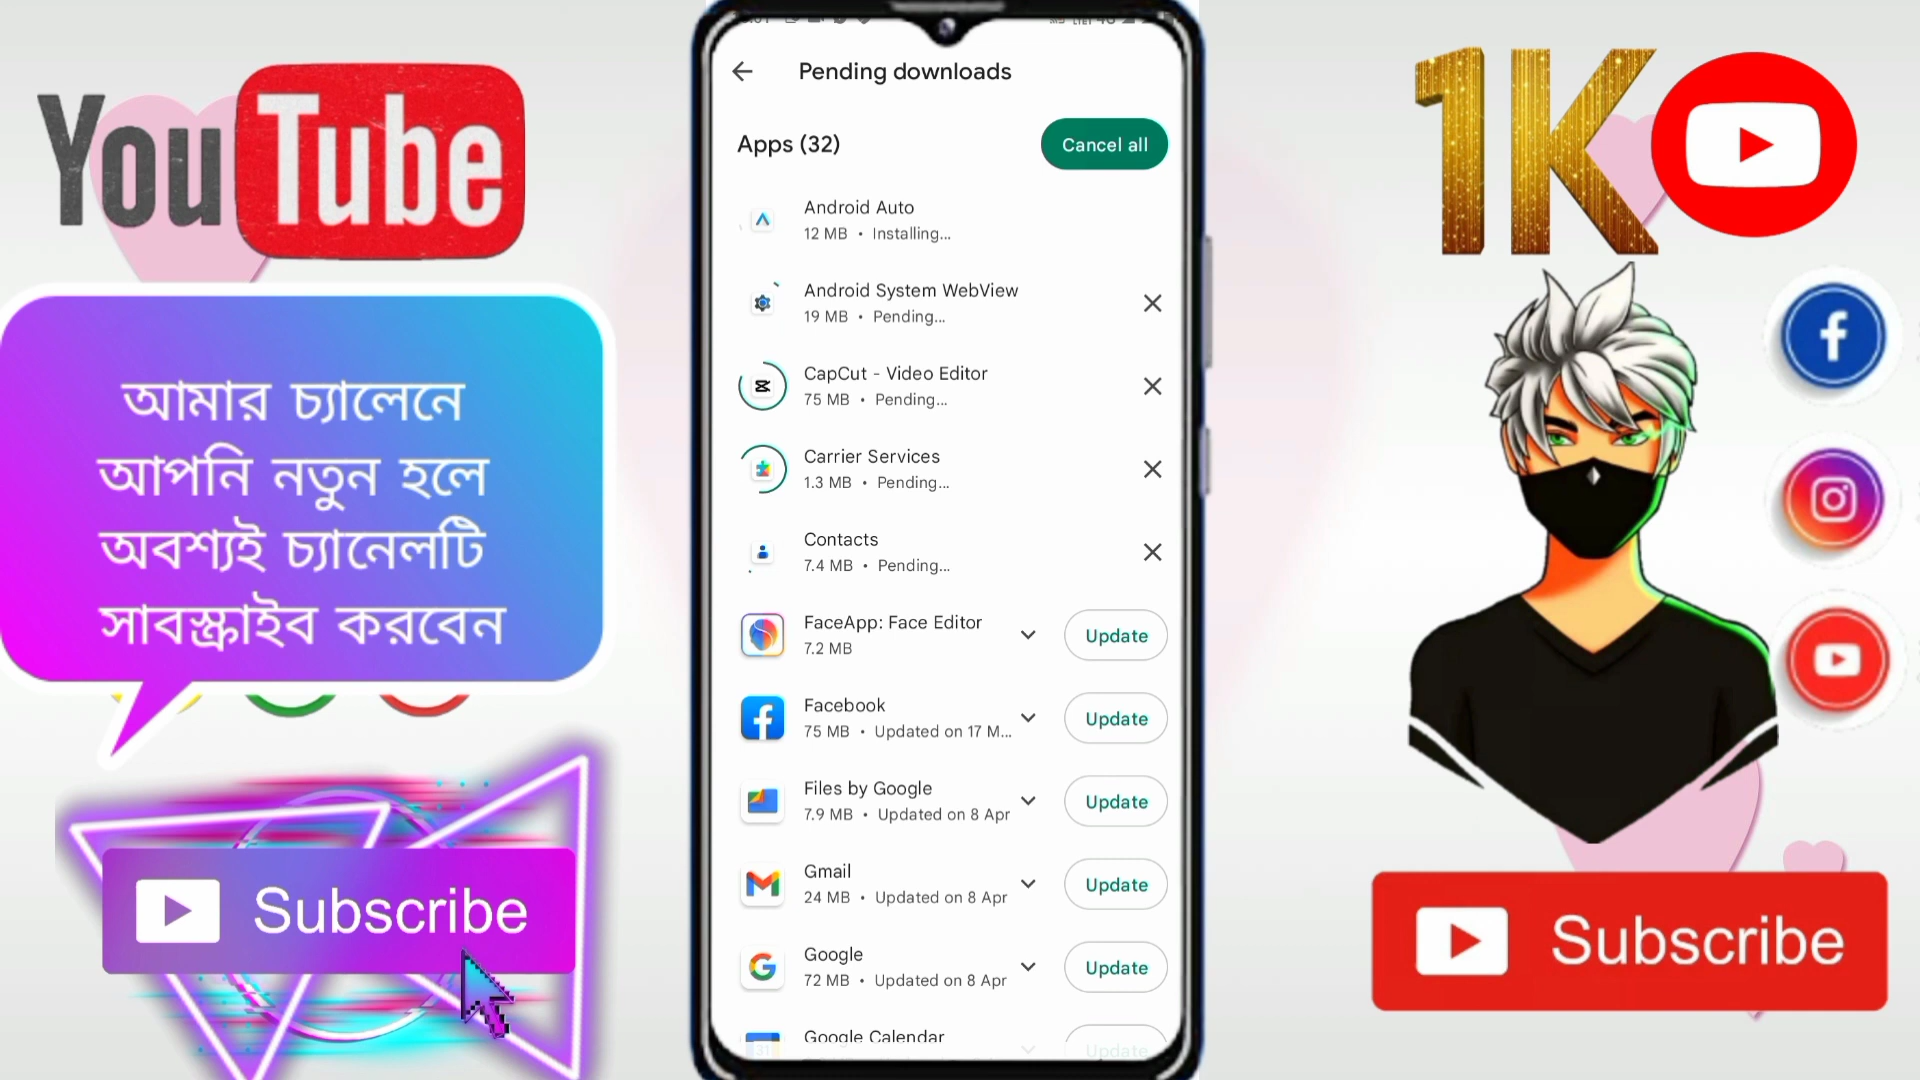 YouTube
আমার চ্যালেনে
আপনি নতুন হলে
অবশ্যই চ্যানেলটি
সাবস্ক্রাইব করবেন
Subscribe
Pending downloads
Apps (32)
Cancel all
Android Auto
12 MB • Installing...
Android System WebView
19 MB • Pending...
CapCut - Video Editor
75 MB • Pending...
Carrier Services
1.3 MB • Pending...
Contacts
7.4 MB • Pending...
FaceApp: Face Editor
7.2 MB
Update
Facebook
75 MB • Updated on 17 M...
Update
Files by Google
7.9 MB • Updated on 8 Apr
Update
Gmail
24 MB • Updated on 8 Apr
Update
Google
72 MB • Updated on 8 Apr
Update
Google Calendar
Update
31
1K
Subscribe